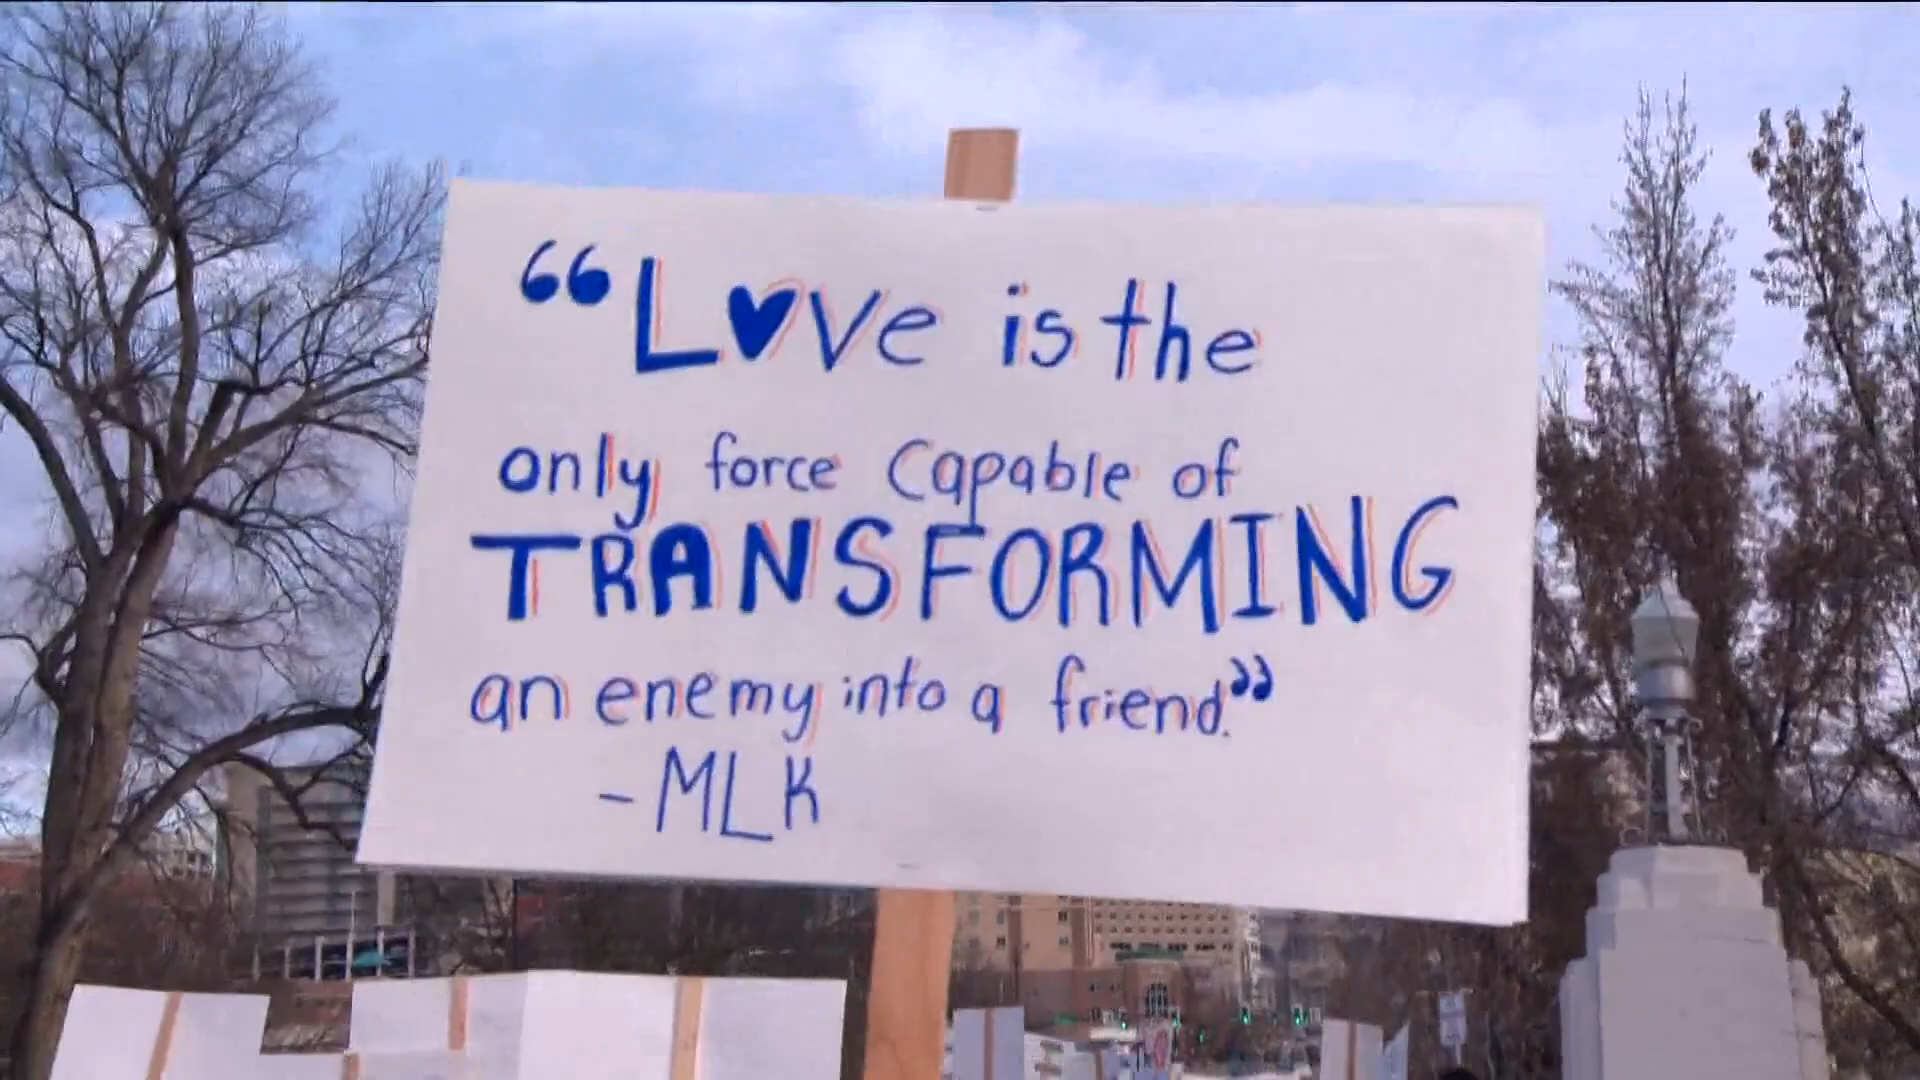 “Love is the
only force Capable of
TRANSFORMING
an enemy into a friend.”
- MLK